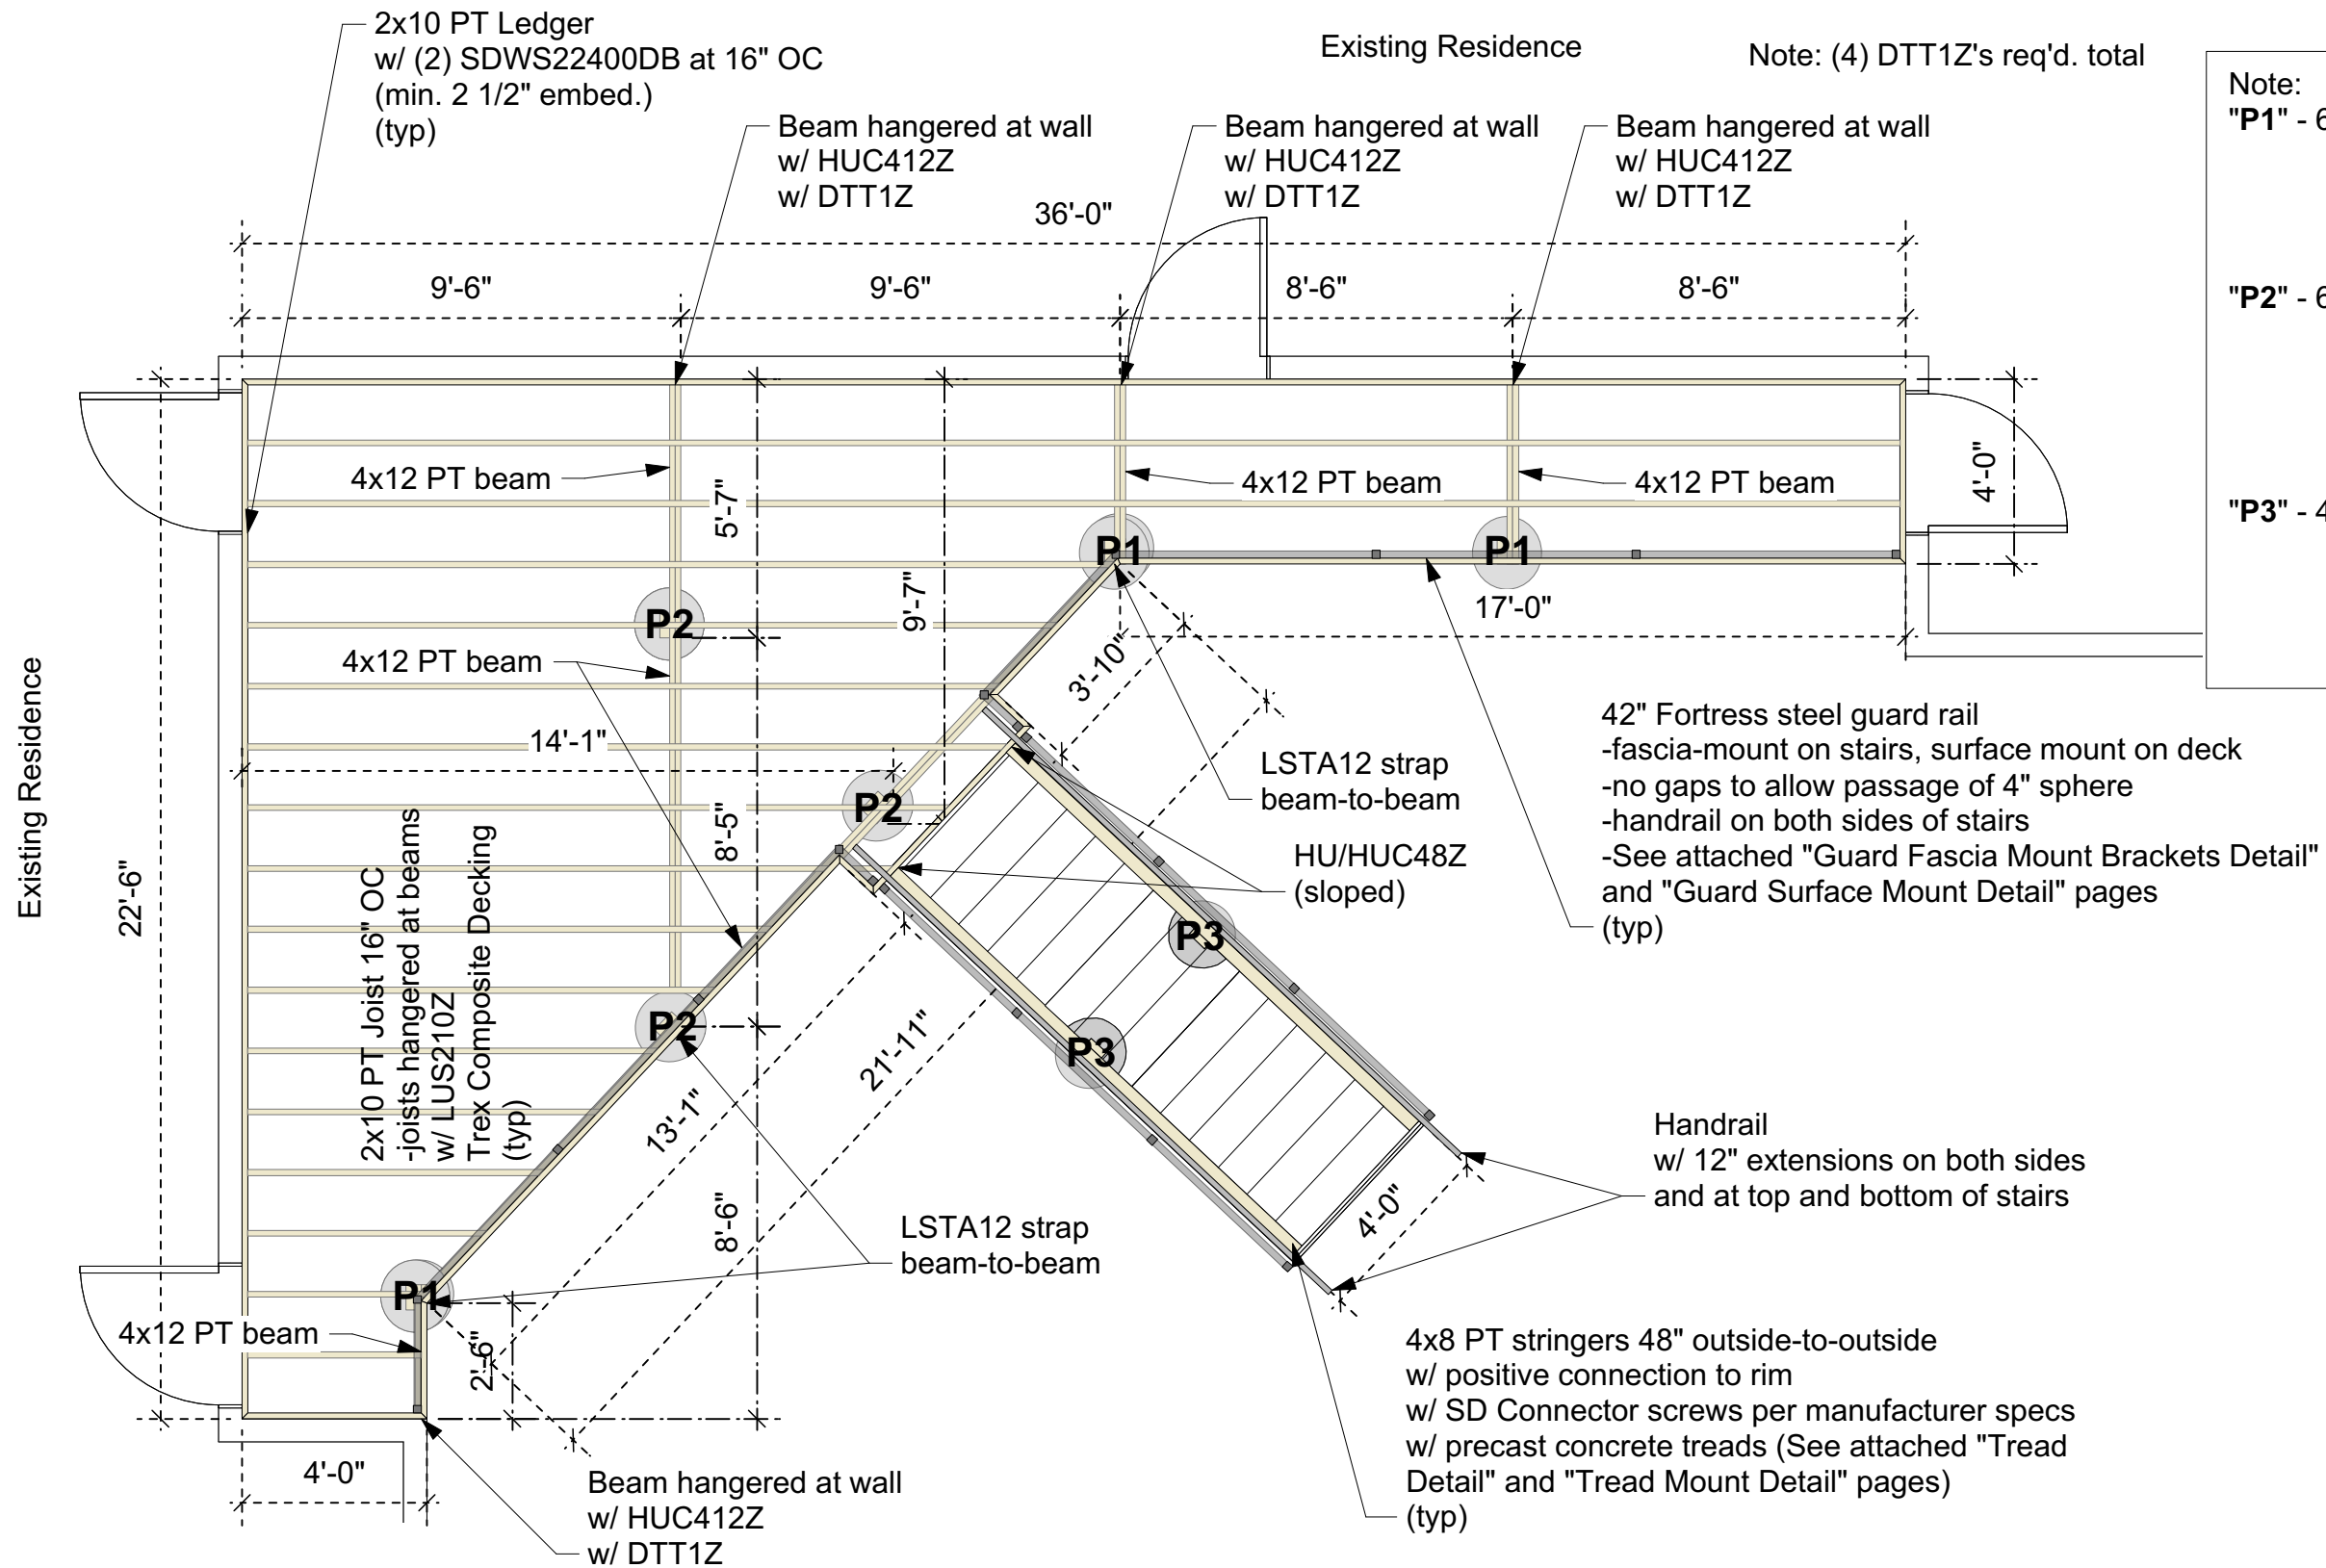 2x10 PT Ledger
w/ (2) SDWS22400DB at 16" OC
(min. 2 1/2" embed.)
(typ)
Existing Residence
Note: (4) DTT1Z's req'd. total
Note:
"P1" - 6
"P2" - 6
"P3" - 4
Beam hangered at wall
w/ HUC412Z
w/ DTT1Z
Beam hangered at wall
w/ HUC412Z
w/ DTT1Z
Beam hangered at wall
w/ HUC412Z
w/ DTT1Z
36'-0"
9'-6"
9'-6"
8'-6"
8'-6"
4x12 PT beam
4x12 PT beam
4x12 PT beam
5'-7"
4'-0"
P1
P1
9'-7"
P2
17'-0"
4x12 PT beam
3'-10"
Existing Residence
22'-6"
14'-1"
P2
8'-5"
LSTA12 strap
beam-to-beam
HU/HUC48Z
(sloped)
42" Fortress steel guard rail
-fascia-mount on stairs, surface mount on deck
-no gaps to allow passage of 4" sphere
-handrail on both sides of stairs
-See attached "Guard Fascia Mount Brackets Detail"
and "Guard Surface Mount Detail" pages
(typ)
2x10 PT Joist 16" OC
-joists hangered at beams
w/ LUS210Z
Trex Composite Decking
(typ)
P3
P3
P2
21'-11"
13'-1"
Handrail
w/ 12" extensions on both sides
and at top and bottom of stairs
4'-0"
8'-6"
LSTA12 strap
beam-to-beam
P1
4x12 PT beam
2'-6"
4x8 PT stringers 48" outside-to-outside
w/ positive connection to rim
w/ SD Connector screws per manufacturer specs
w/ precast concrete treads (See attached "Tread
Detail" and "Tread Mount Detail" pages)
(typ)
4'-0"
Beam hangered at wall
w/ HUC412Z
w/ DTT1Z